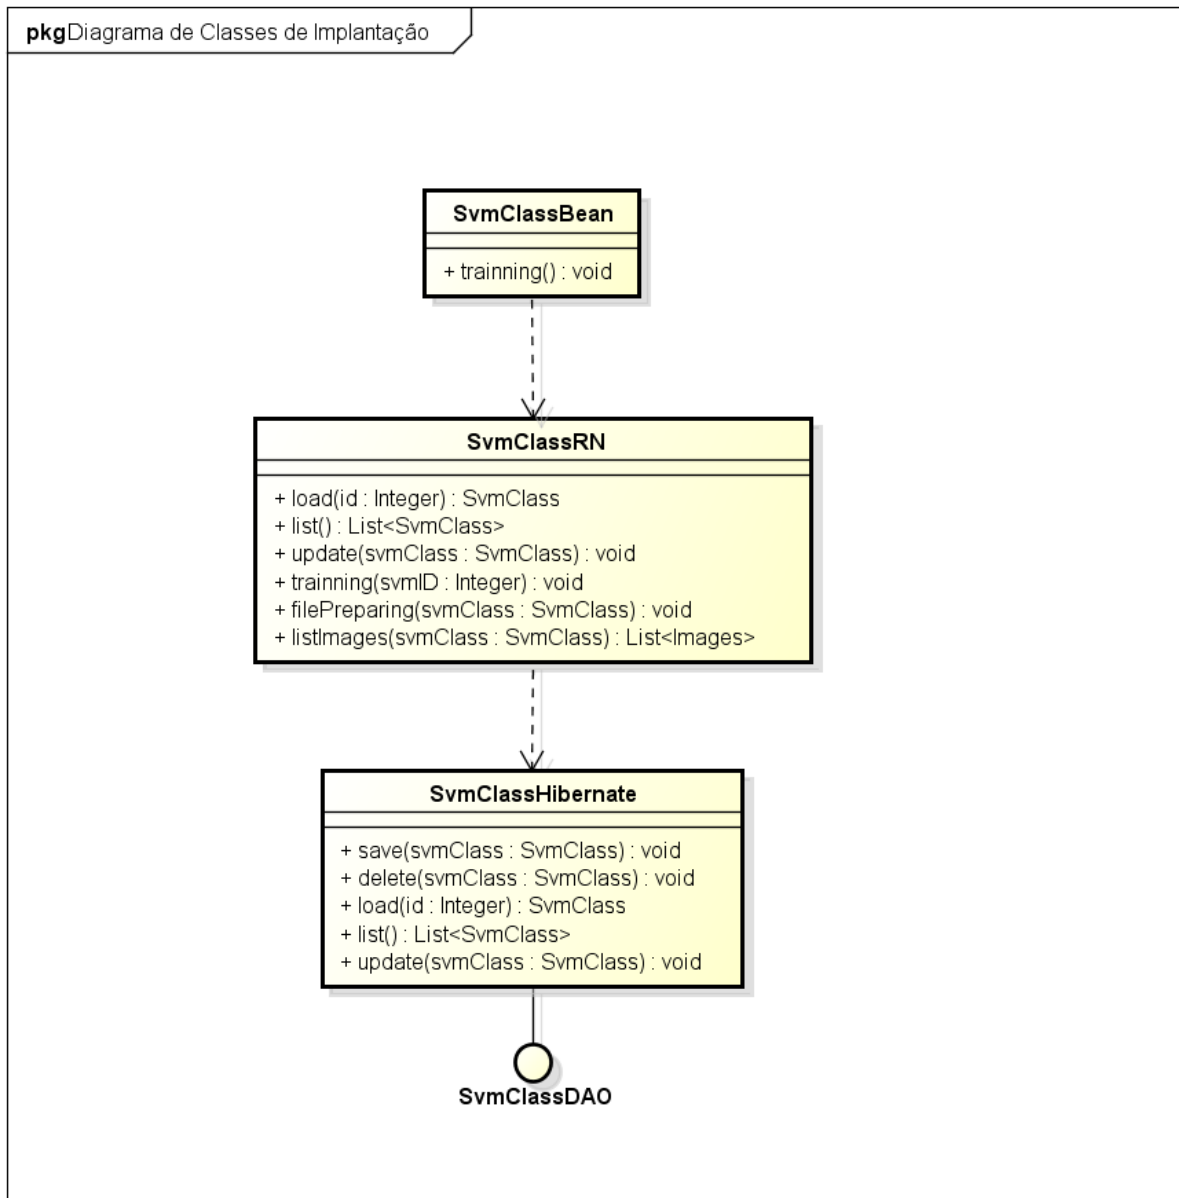 pkgDiagrama de Classes de Implantação
SvmClassBean
+ trainning() : void
SvmClassRN
+ load(id : Integer) : SvmClass
+ list() : List<SvmClass>
+ update(svmClass : SvmClass) : void
+ trainning(svmID : Integer) : void
+ filePreparing(svmClass : SvmClass) : void
+ listImages(svmClass : SvmClass) : List<Images>
SvmClassHibernate
+ save(svmClass : SvmClass) : void
+ delete(svmClass : SvmClass) : void
+ load(id : Integer) : SvmClass
+ list() : List<SvmClass>
+ update(svmClass : SvmClass) : void
SvmClassDAO